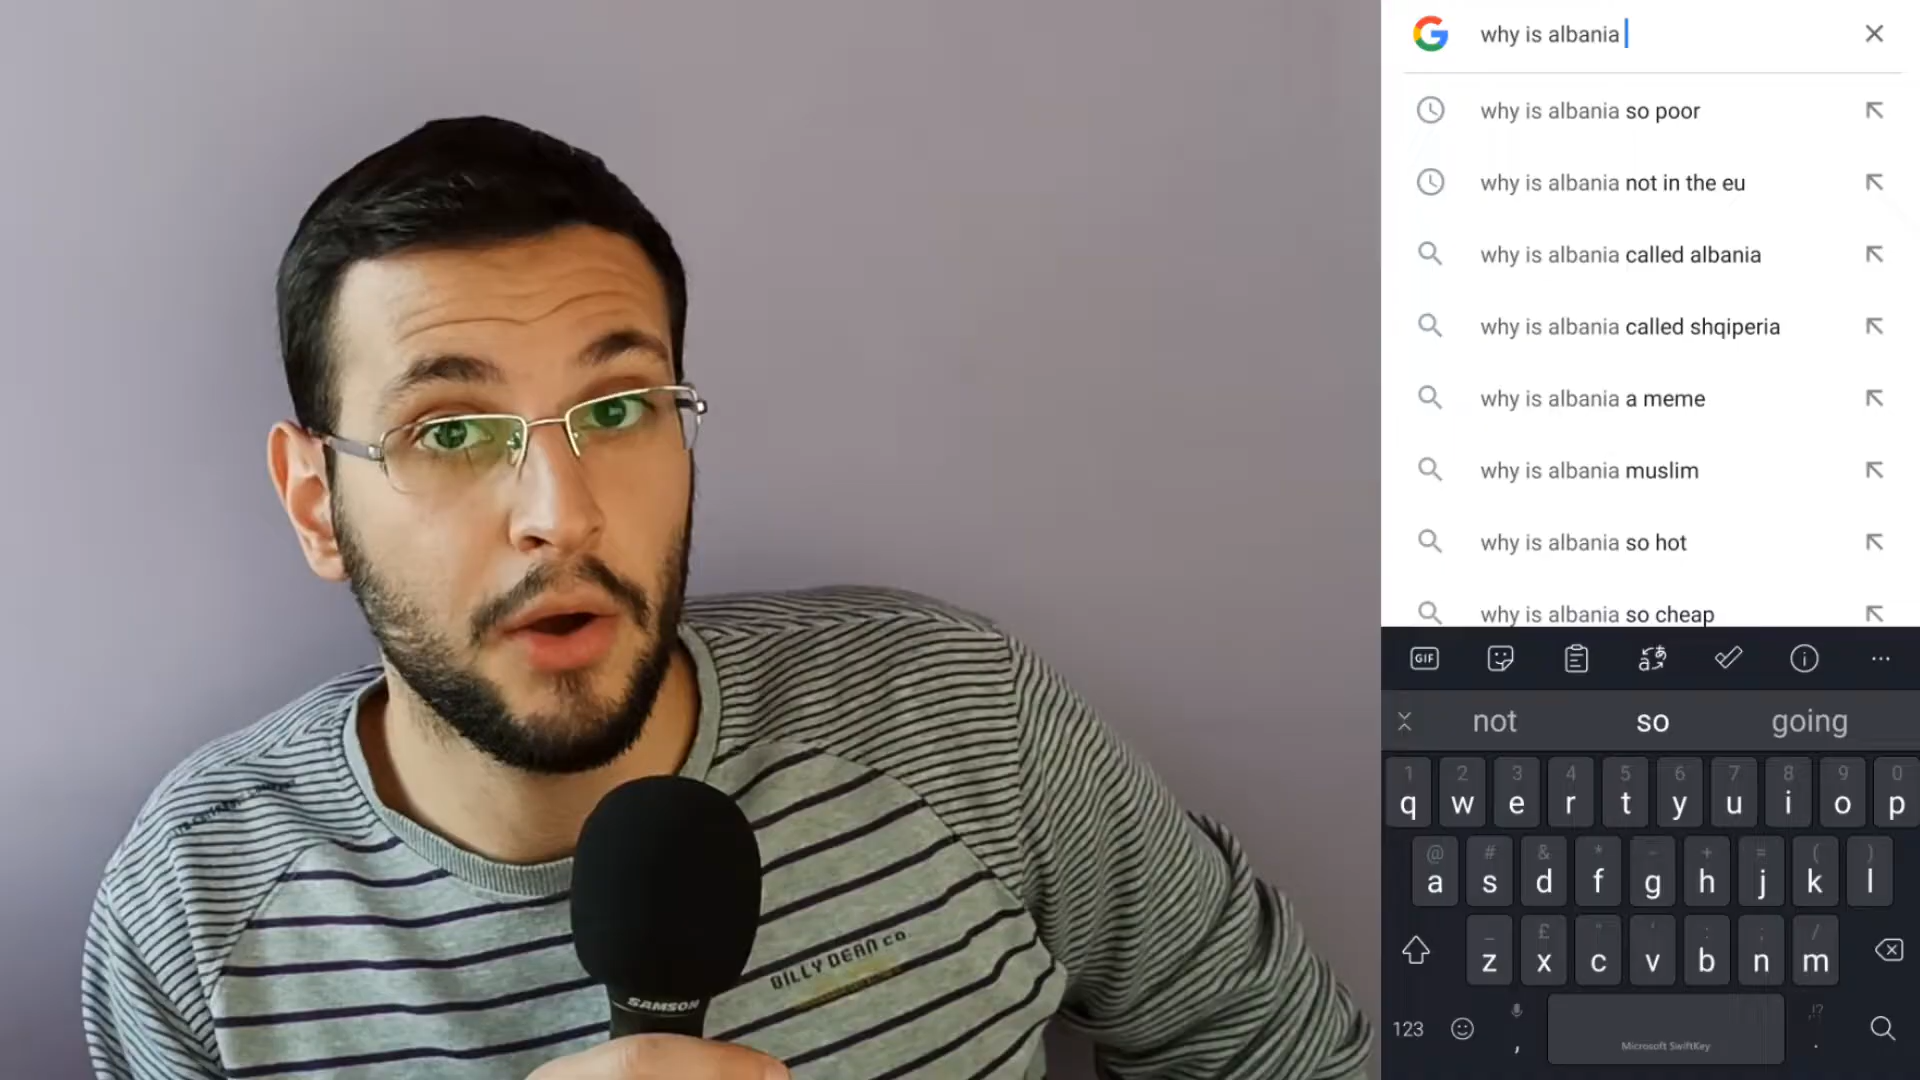 why is albania
why is albania so poor
why is albania not in the eu
why is albania called albania
why is albania called shqiperia
why is albania a meme
why is albania muslim
why is albania so hot
why is albania so cheap
GIF
not so going
1 2 3 4 5 6 7 8 9 0
q w e r t y u i o p
@ # & * - + = ( )
a s d f g h j k l
_ £ " ' : ; /
z x c v b n m
123 , !? .
Microsoft SwiftKey
BILLY DEAN CO.
SAMSON